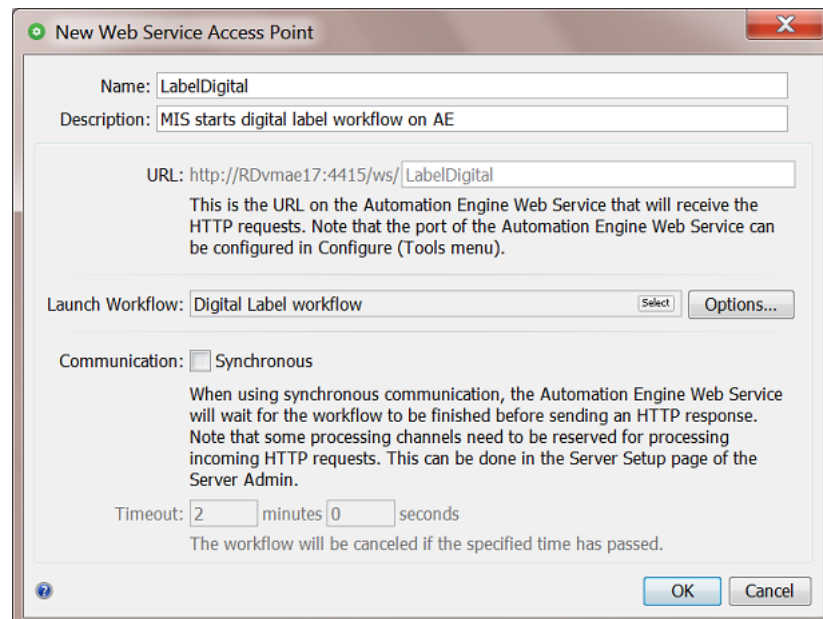 New Web Service Access Point
Name: LabelDigital
Description: MIS starts digital label workflow on AE
URL: http://RDvmae17:4415/ws/ LabelDigital
This is the URL on the Automation Engine Web Service that will receive the
HTTP requests. Note that the port of the Automation Engine Web Service can
be configured in Configure (Tools menu).
Launch Workflow: Digital Label workflow Select Options...
Communication: Synchronous
When using synchronous communication, the Automation Engine Web Service
will wait for the workflow to be finished before sending an HTTP response.
Note that some processing channels need to be reserved for processing
incoming HTTP requests. This can be done in the Server Setup page of the
Server Admin.
Timeout: 2 minutes 0 seconds
The workflow will be canceled if the specified time has passed.
? OK Cancel